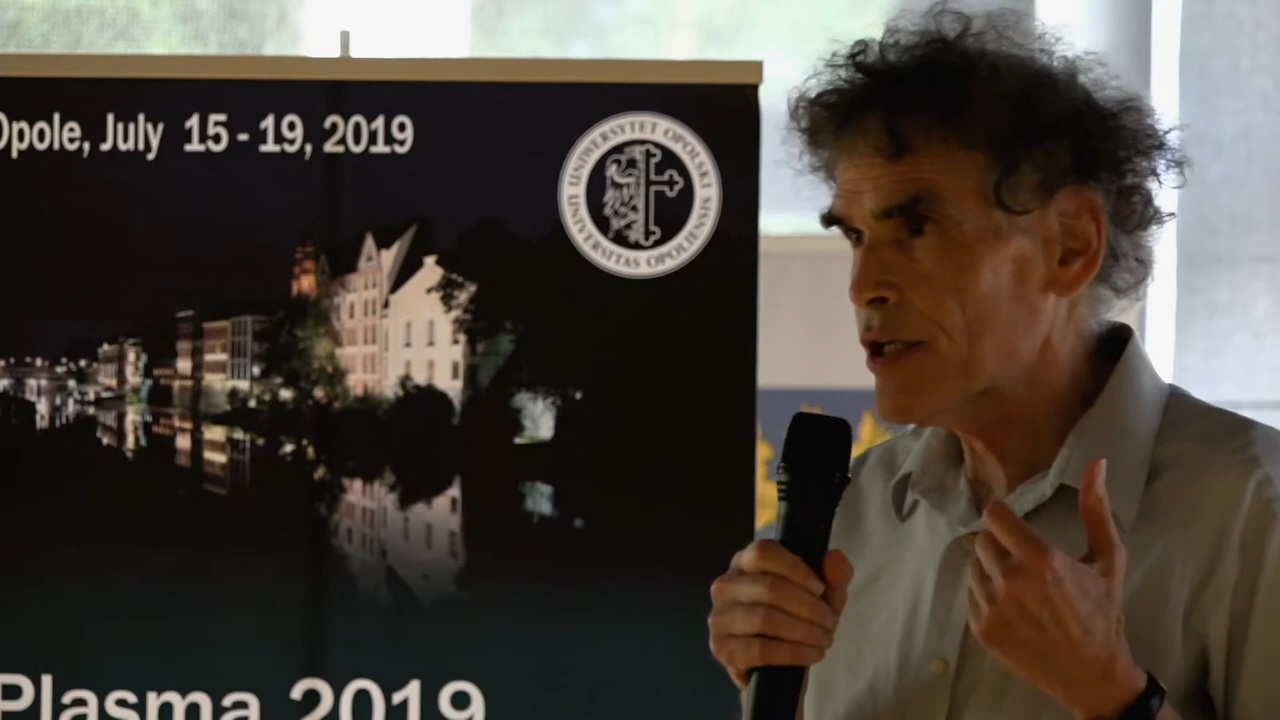 Opole, July 15 - 19, 2019
UNIWERSYTET OPOLSKI
UNIVERSITAS OPOLIENSIS
Plasma 2019